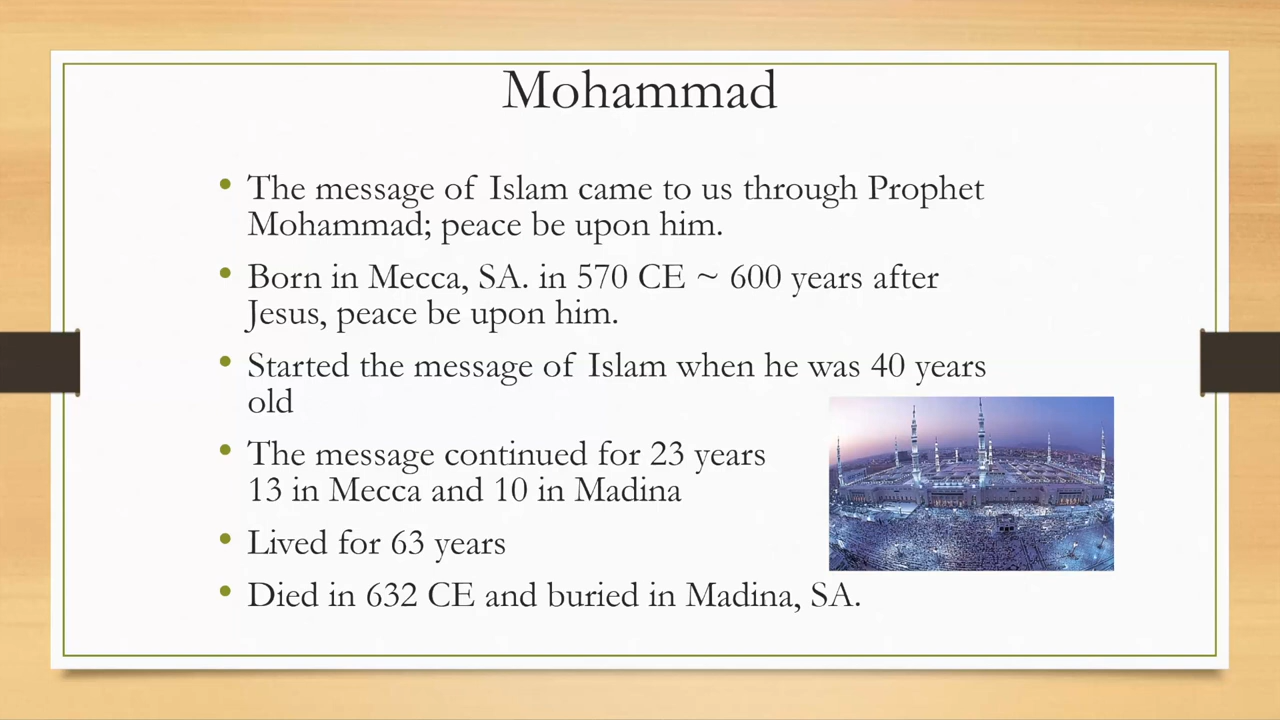 Mohammad
• The message of Islam came to us through Prophet
Mohammad; peace be upon him.
• Born in Mecca, SA. in 570 CE ~ 600 years after
Jesus, peace be upon him.
• Started the message of Islam when he was 40 years
old
• The message continued for 23 years
13 in Mecca and 10 in Madina
• Lived for 63 years
• Died in 632 CE and buried in Madina, SA.